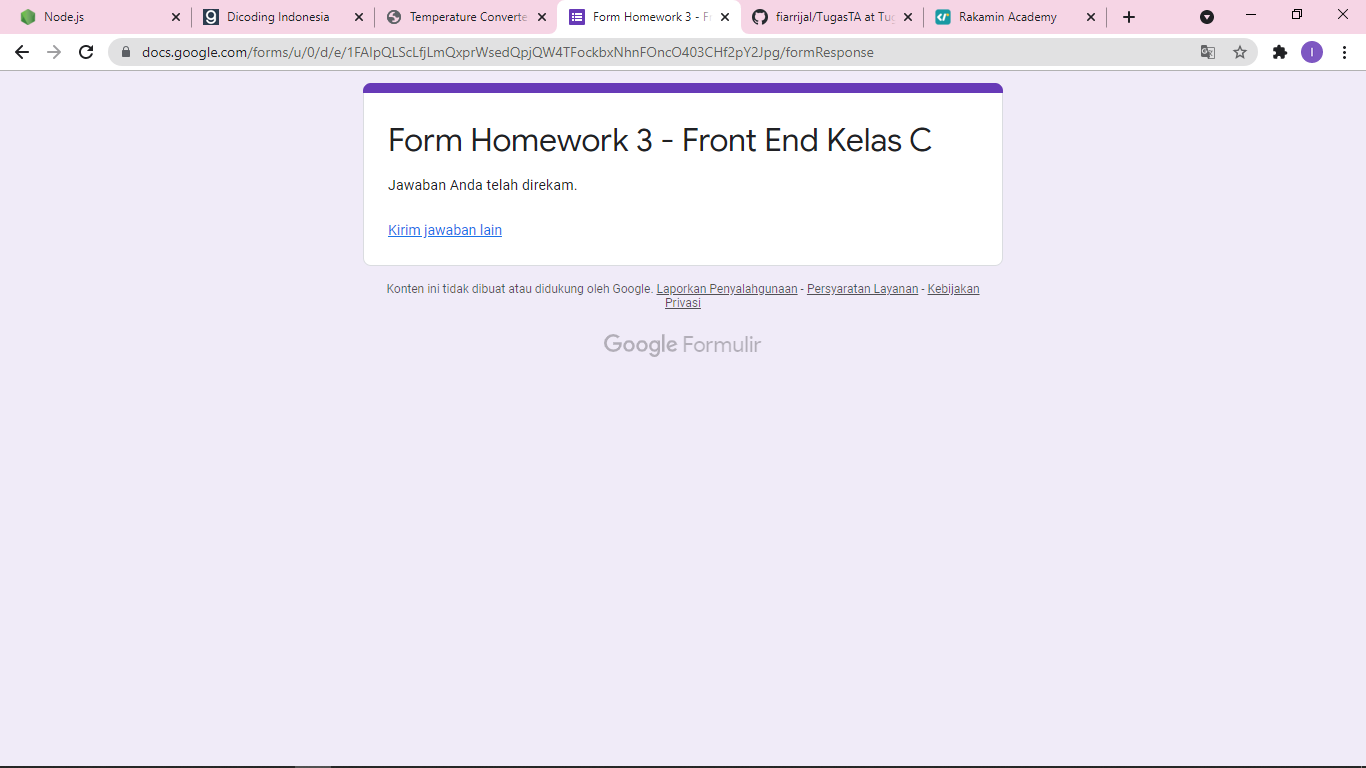 Node.js
Dicoding Indonesia
Temperature Converte
Form Homework 3 - F
fiarrijal/TugasTA at Tug
Rakamin Academy
docs.google.com/forms/u/0/d/e/1FAIpQLScLfjLmQxprWsedQpjQW4TFockbxNhnFOncO403CHf2pY2Jpg/formResponse
I
Form Homework 3 - Front End Kelas C
Jawaban Anda telah direkam.
Kirim jawaban lain
Konten ini tidak dibuat atau didukung oleh Google. Laporkan Penyalahgunaan - Persyaratan Layanan - Kebijakan
Privasi
Google Formulir